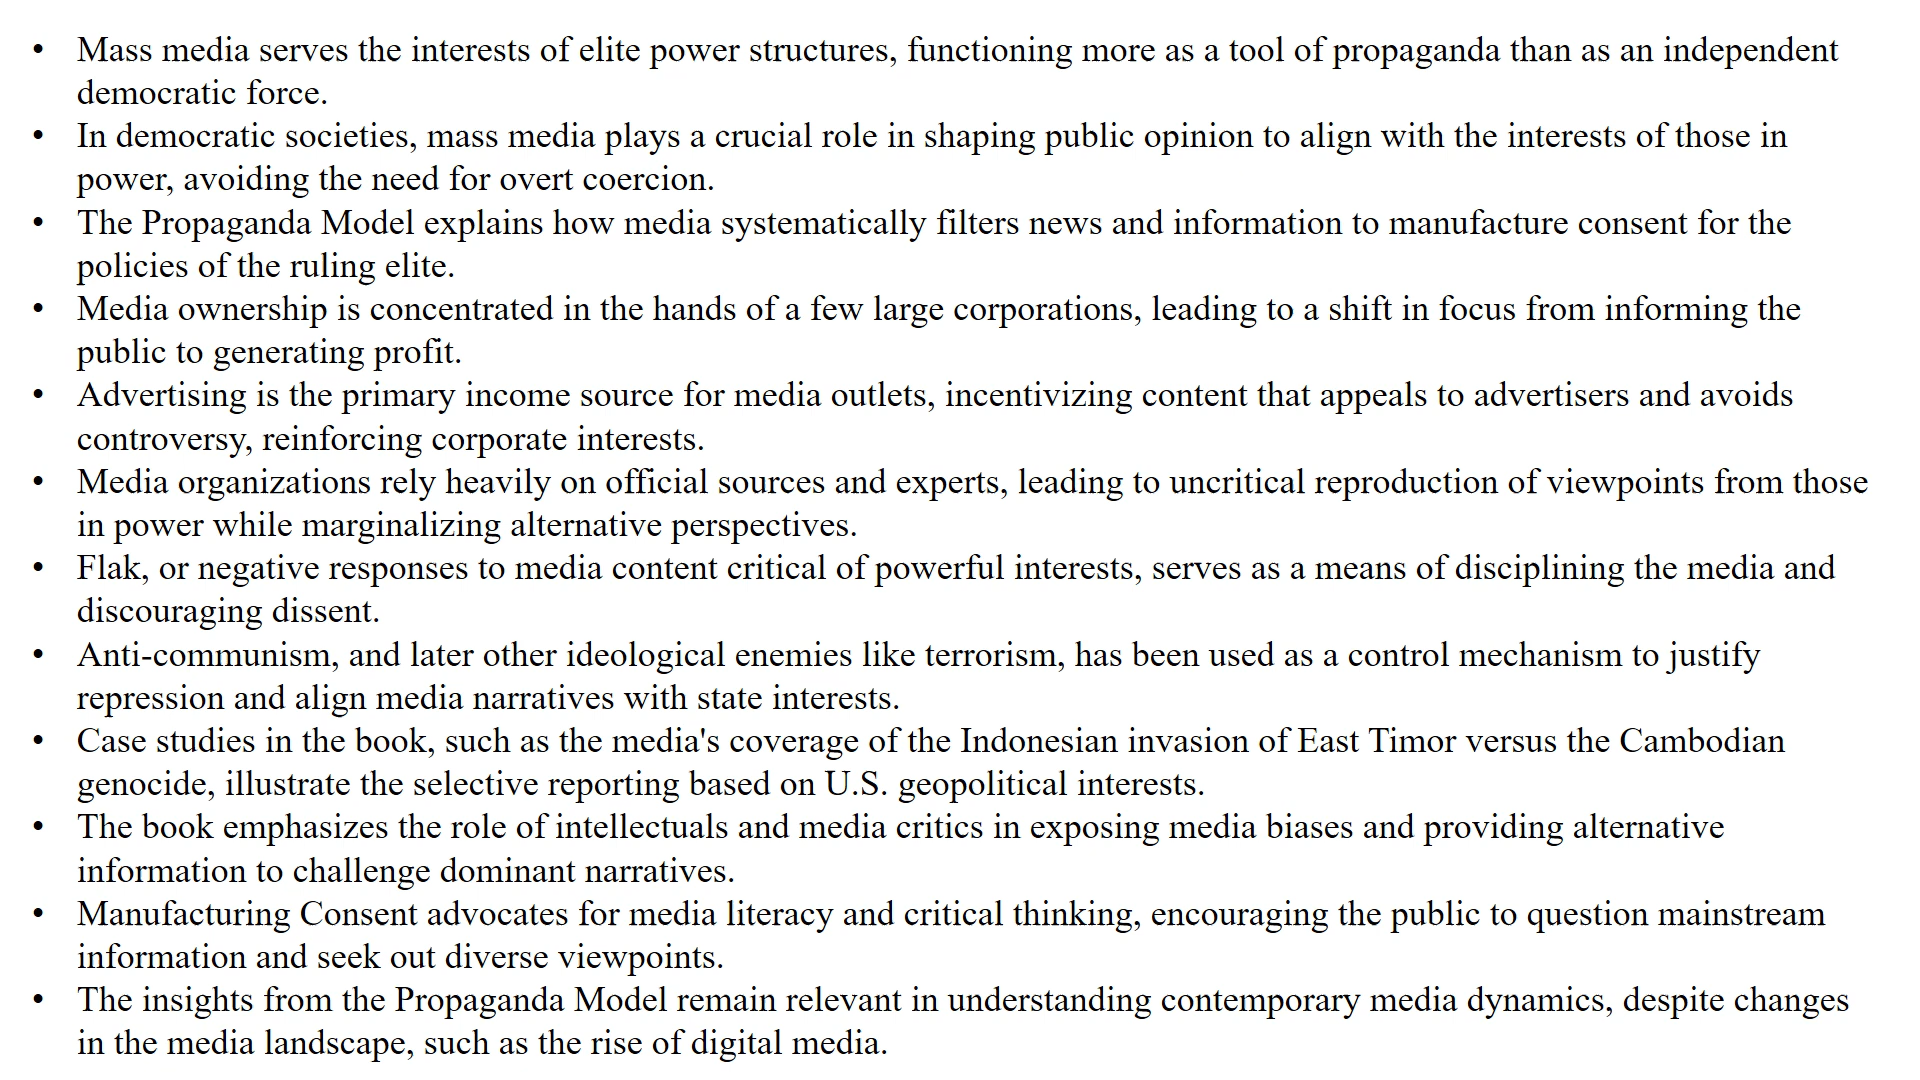 • Mass media serves the interests of elite power structures, functioning more as a tool of propaganda than as an independent
democratic force.
• In democratic societies, mass media plays a crucial role in shaping public opinion to align with the interests of those in
power, avoiding the need for overt coercion.
• The Propaganda Model explains how media systematically filters news and information to manufacture consent for the
policies of the ruling elite.
• Media ownership is concentrated in the hands of a few large corporations, leading to a shift in focus from informing the
public to generating profit.
• Advertising is the primary income source for media outlets, incentivizing content that appeals to advertisers and avoids
controversy, reinforcing corporate interests.
• Media organizations rely heavily on official sources and experts, leading to uncritical reproduction of viewpoints from those
in power while marginalizing alternative perspectives.
• Flak, or negative responses to media content critical of powerful interests, serves as a means of disciplining the media and
discouraging dissent.
• Anti-communism, and later other ideological enemies like terrorism, has been used as a control mechanism to justify
repression and align media narratives with state interests.
• Case studies in the book, such as the media's coverage of the Indonesian invasion of East Timor versus the Cambodian
genocide, illustrate the selective reporting based on U.S. geopolitical interests.
• The book emphasizes the role of intellectuals and media critics in exposing media biases and providing alternative
information to challenge dominant narratives.
• Manufacturing Consent advocates for media literacy and critical thinking, encouraging the public to question mainstream
information and seek out diverse viewpoints.
• The insights from the Propaganda Model remain relevant in understanding contemporary media dynamics, despite changes
in the media landscape, such as the rise of digital media.